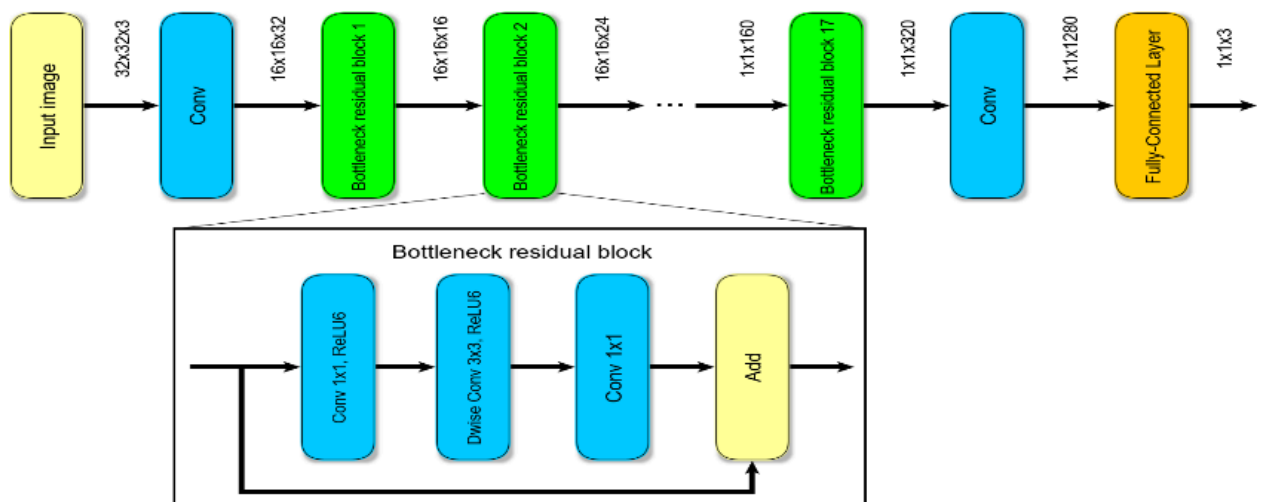 Input image
32x32x3
Conv
16x16x32
Bottleneck residual block 1
16x16x16
Bottleneck residual block 2
16x16x24
...
1x1x160
Bottleneck residual block 17
1x1x320
Conv
1x1x1280
Fully-Connected Layer
1x1x3
Bottleneck residual block
Conv 1x1, ReLU6
Dwise Conv 3x3, ReLU6
Conv 1x1
Add